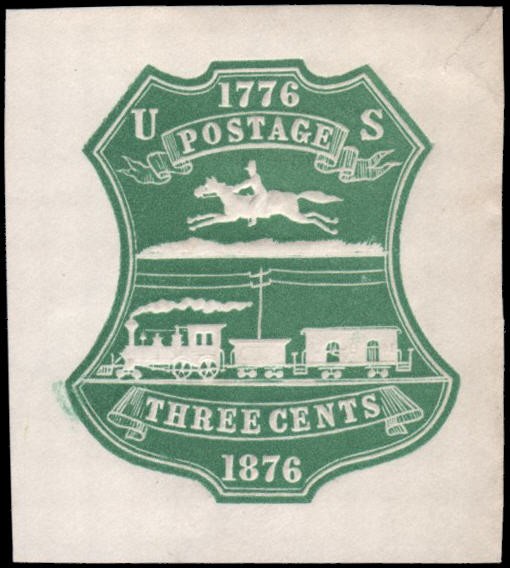 1776
U S
POSTAGE
THREE CENTS
1876